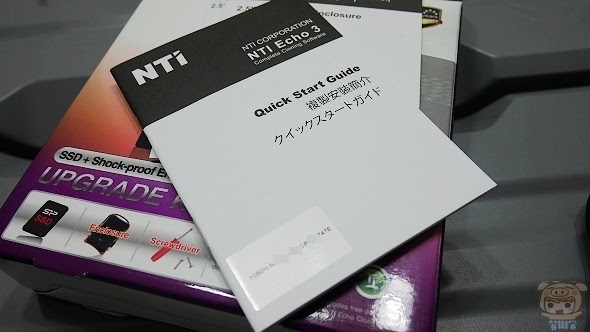 NTI
NTI CORPORATION
NTI Echo 3
Complete Cloning Software
Quick Start Guide
複製安裝簡介
クイックスタートガイド
2.5"
SSD + Shock-proof
UPGRADE
SP
SSD
Enclosure
Screwdriver